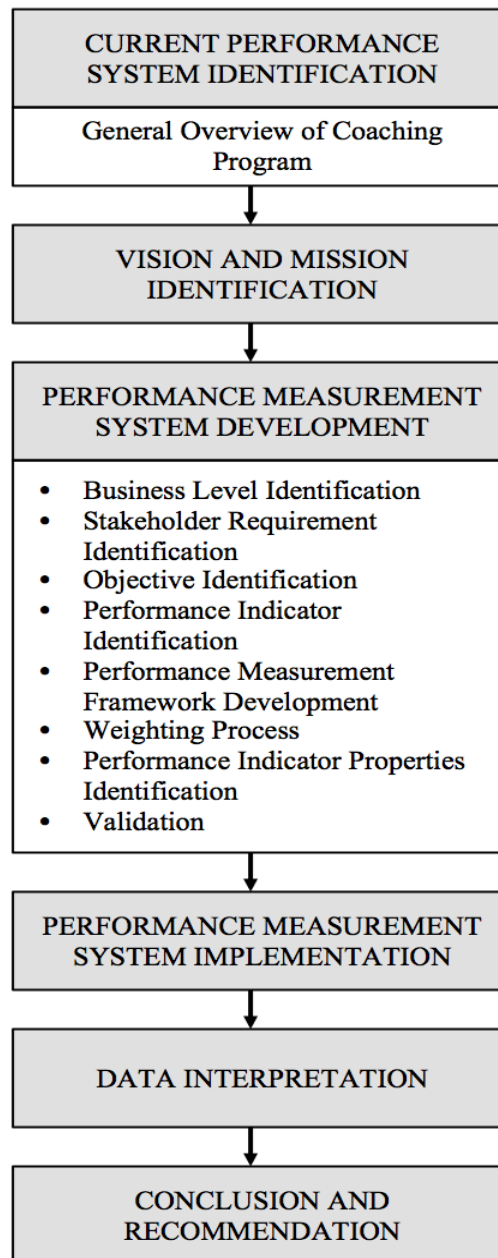 CURRENT PERFORMANCE
SYSTEM IDENTIFICATION
General Overview of Coaching
Program
VISION AND MISSION
IDENTIFICATION
PERFORMANCE MEASUREMENT
SYSTEM DEVELOPMENT
• Business Level Identification
• Stakeholder Requirement
Identification
• Objective Identification
• Performance Indicator
Identification
• Performance Measurement
Framework Development
• Weighting Process
• Performance Indicator Properties
Identification
• Validation
PERFORMANCE MEASUREMENT
SYSTEM IMPLEMENTATION
DATA INTERPRETATION
CONCLUSION AND
RECOMMENDATION